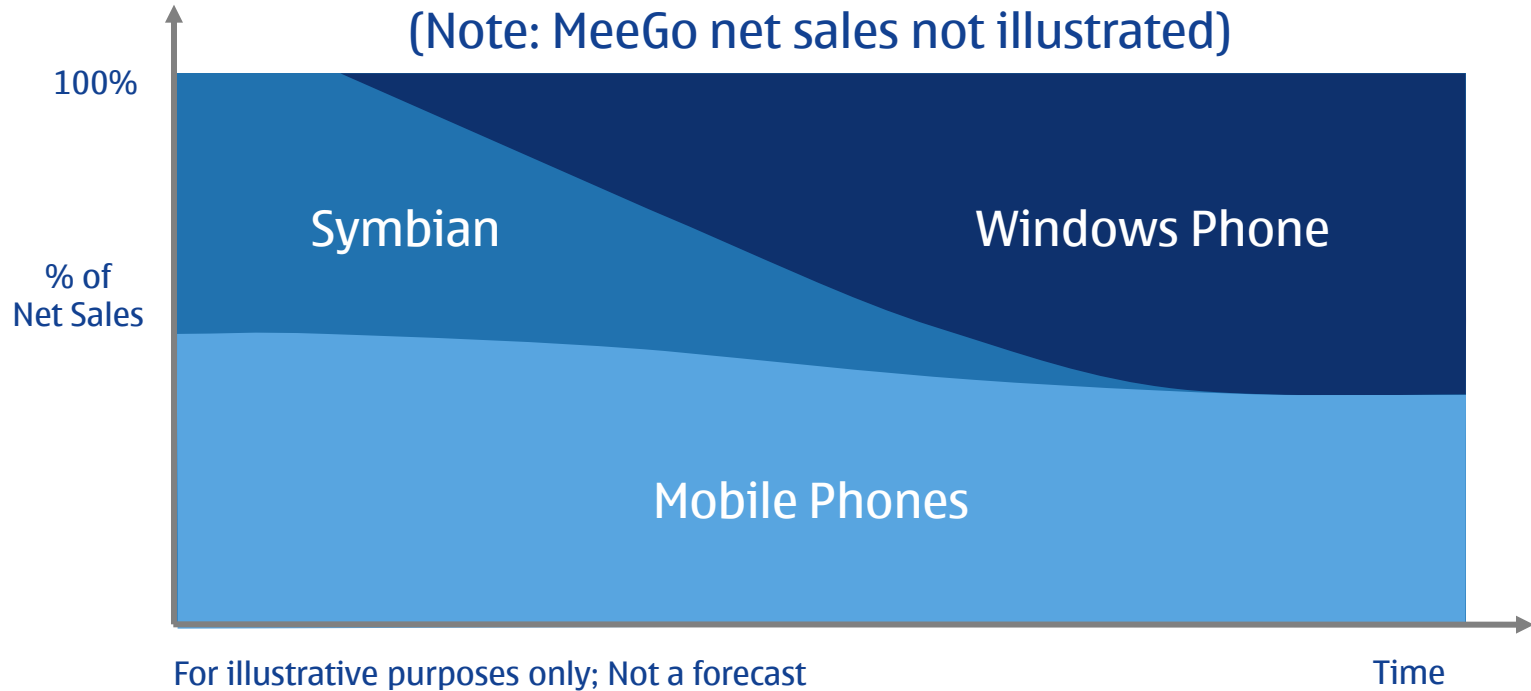 (Note: MeeGo net sales not illustrated)
100%
Symbian
Windows Phone
% of
Net Sales
Mobile Phones
For illustrative purposes only; Not a forecast
Time